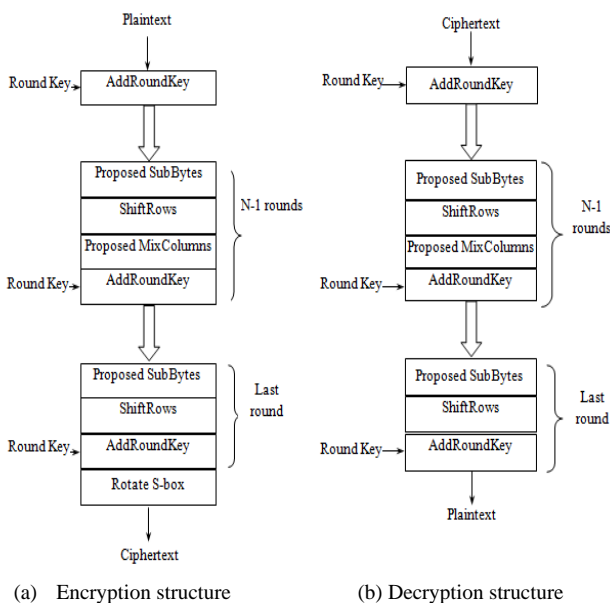 Plaintext
Round Key
AddRoundKey
Proposed SubBytes
ShiftRows
Proposed MixColumns
Round Key
AddRoundKey
N-1 rounds
Proposed SubBytes
ShiftRows
Round Key
AddRoundKey
Last
round
Rotate S-box
Ciphertext
(a) Encryption structure
Ciphertext
Round Key
AddRoundKey
Proposed SubBytes
ShiftRows
Proposed MixColumns
Round Key
AddRoundKey
N-1
rounds
Proposed SubBytes
ShiftRows
Round Key
AddRoundKey
Last
round
Plaintext
(b) Decryption structure